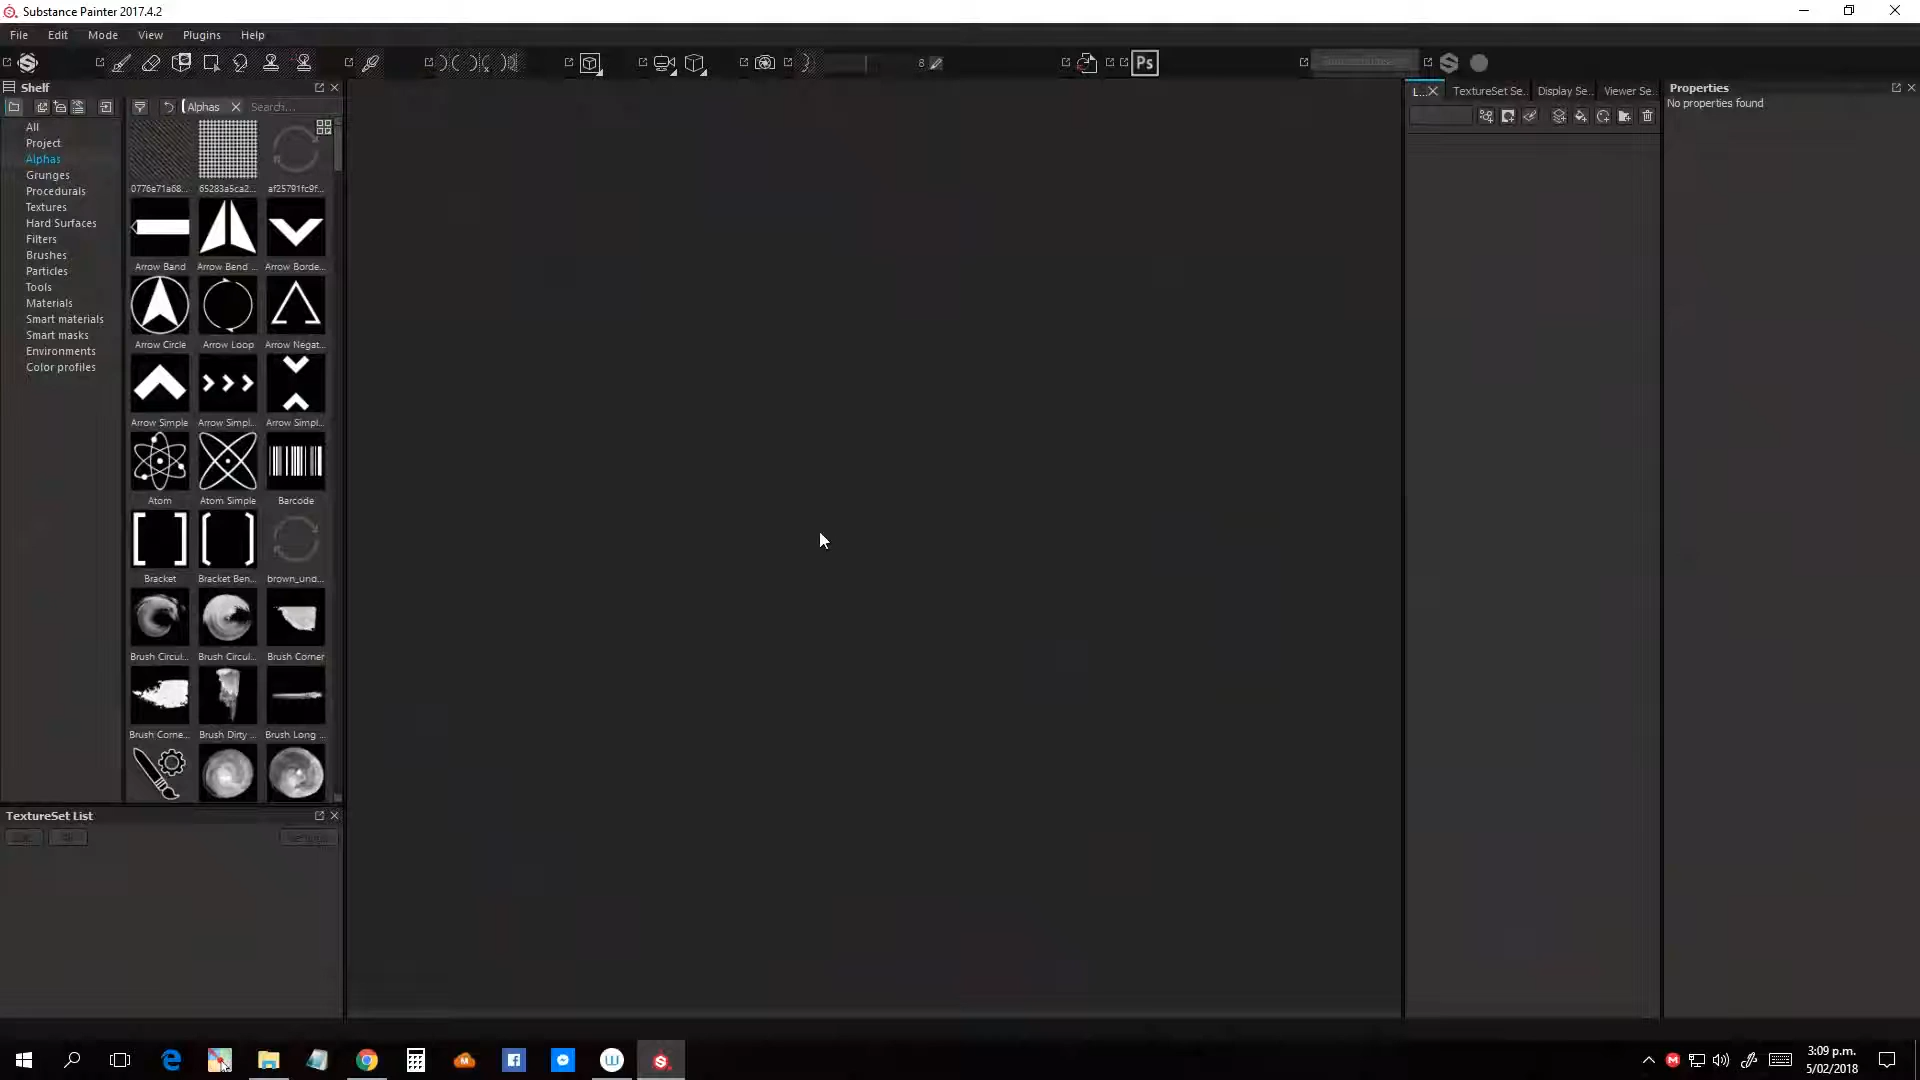 Substance Painter 2017.4.2
File Edit Mode View Plugins Help
8
Ps
Shelf
Alphas
Search...
L...
TextureSet Se...
Display Se...
Viewer Se...
Properties
No properties found
All
Project
Alphas
Grunges
Procedurals
Textures
Hard Surfaces
Filters
Brushes
Particles
Tools
Materials
Smart materials
Smart masks
Environments
Color profiles
0776e71a68... 65283a5ca2... af25791fc9f...
Arrow Band Arrow Bend ... Arrow Borde...
Arrow Circle Arrow Loop Arrow Negat...
Arrow Simple Arrow Simpl... Arrow Simpl...
Atom Atom Simple Barcode
Bracket Bracket Ben... brown_und...
Brush Circul... Brush Circul... Brush Corner
Brush Corne... Brush Dirty ... Brush Long ...
TextureSet List
3:09 p.m.
5/02/2018